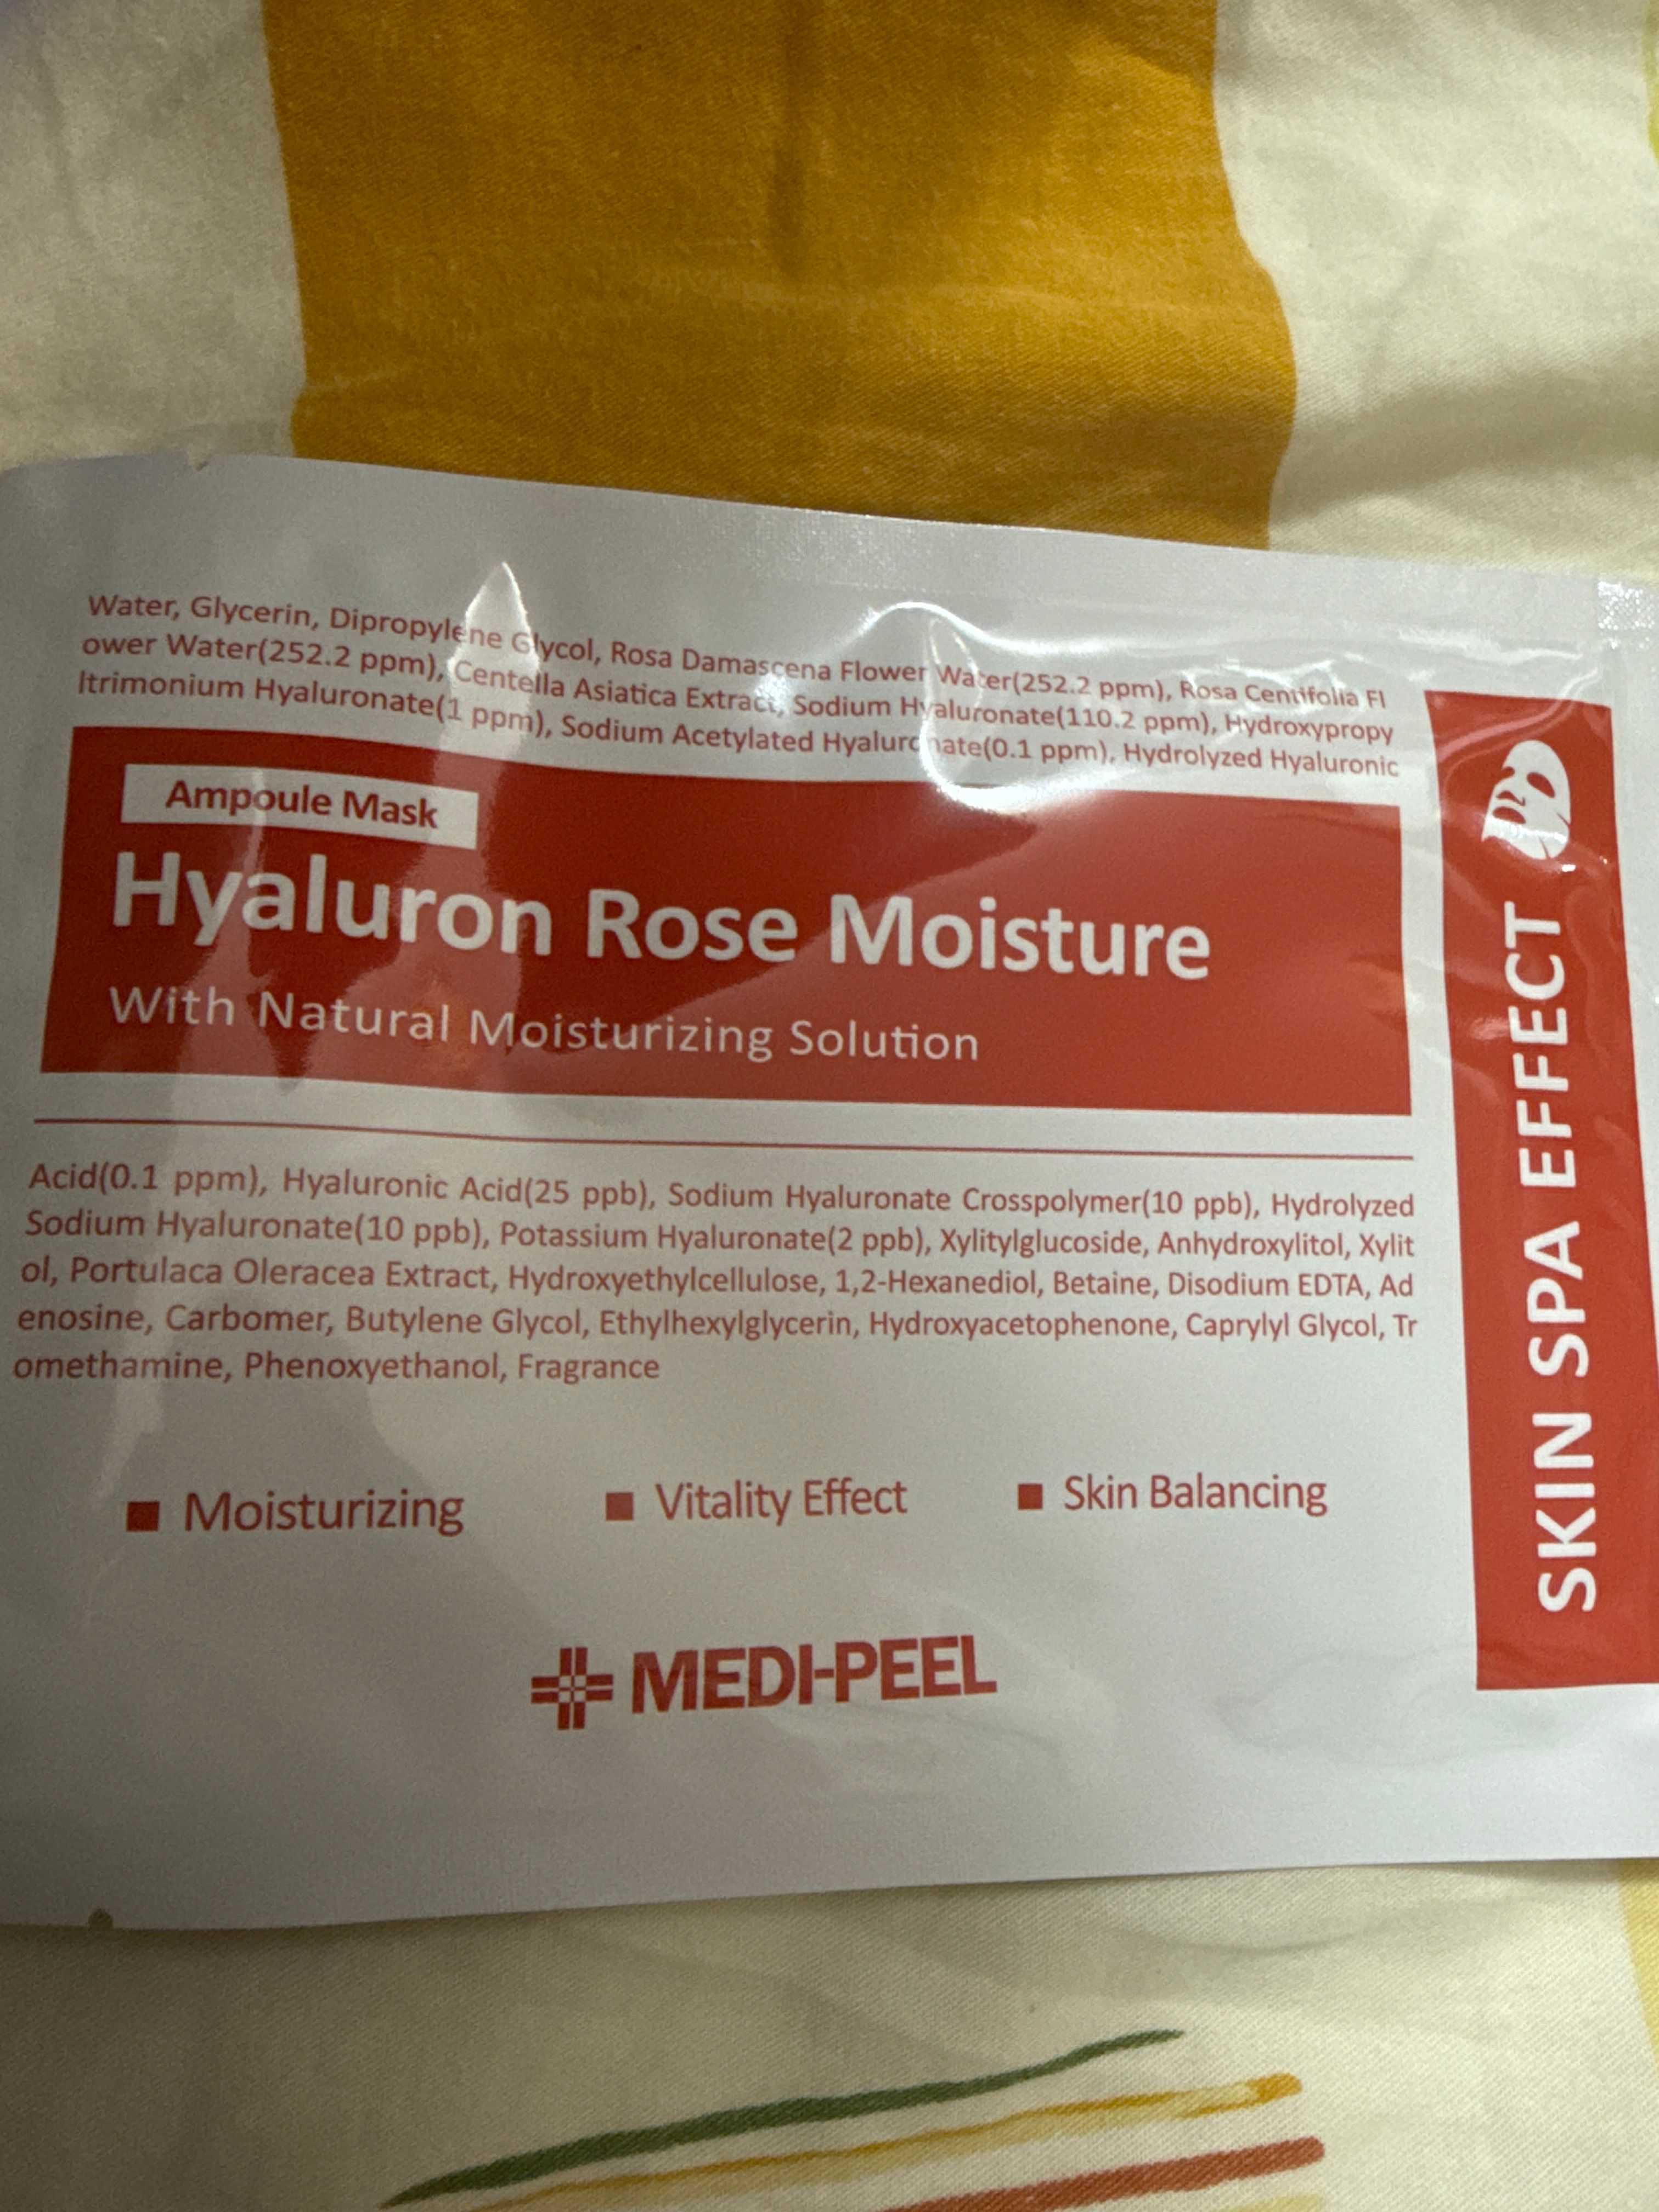 Water, Glycerin, Dipropylene Glycol, Rosa Damascena Flower Water(252.2 ppm), Rosa Centifolia Fl
ower Water(252.2 ppm), Centella Asiatica Extract, Sodium Hyaluronate(110.2 ppm), Hydroxypropy
ltrimonium Hyaluronate(1 ppm), Sodium Acetylated Hyaluronate(0.1 ppm), Hydrolyzed Hyaluronic
Ampoule Mask
Hyaluron Rose Moisture
With Natural Moisturizing Solution
Acid(0.1 ppm), Hyaluronic Acid(25 ppb), Sodium Hyaluronate Crosspolymer(10 ppb), Hydrolyzed
Sodium Hyaluronate(10 ppb), Potassium Hyaluronate(2 ppb), Xylitylglucoside, Anhydroxylitol, Xylit
ol, Portulaca Oleracea Extract, Hydroxyethylcellulose, 1,2-Hexanediol, Betaine, Disodium EDTA, Ad
enosine, Carbomer, Butylene Glycol, Ethylhexylglycerin, Hydroxyacetophenone, Caprylyl Glycol, Tr
omethamine, Phenoxyethanol, Fragrance
■ Moisturizing
■ Vitality Effect
■ Skin Balancing
MEDI-PEEL
SKIN SPA EFFECT